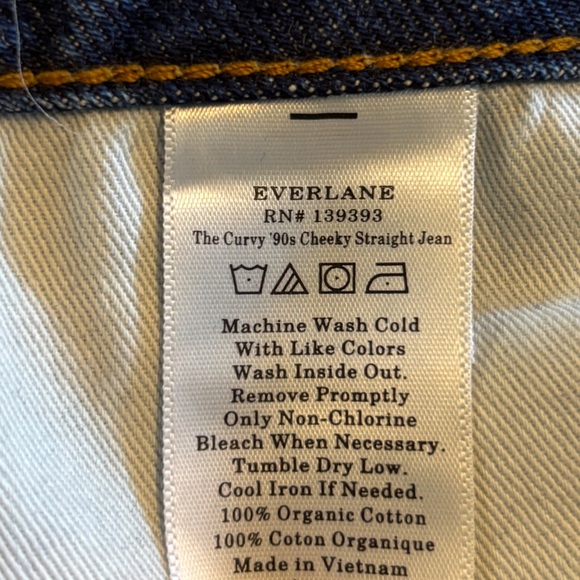 EVERLANE
RN# 139393
The Curvy '90s Cheeky Straight Jean
Machine Wash Cold
With Like Colors
Wash Inside Out.
Remove Promptly
Only Non-Chlorine
Bleach When Necessary.
Tumble Dry Low.
Cool Iron If Needed.
100% Organic Cotton
100% Coton Organique
Made in Vietnam